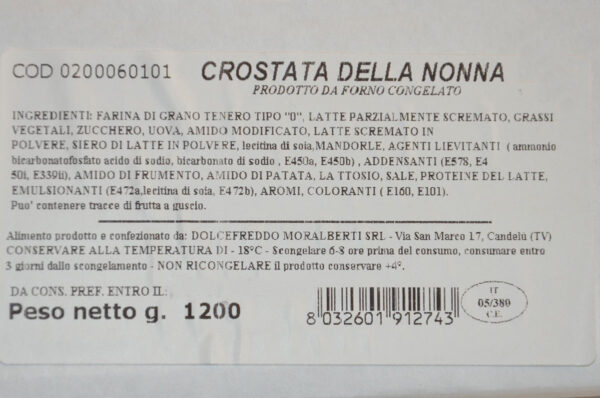 COD 0200060101 CROSTATA DELLA NONNA
PRODOTTO DA FORNO CONGELATO
INGREDIENTI: FARINA DI GRANO TENERO TIPO "0", LATTE PARZIALMENTE SCREMATO, GRASSI
VEGETALI, ZUCCHERO, UOVA, AMIDO MODIFICATO, LATTE SCREMATO IN
POLVERE, SIERO DI LATTE IN POLVERE, lecitina di soia, MANDORLE, AGENTI LIEVITANTI ( ammonio
bicarbonatofosfato acido di sodio, bicarbonato di sodio , E450a, E450b) , ADDENSANTI (E578, E4
50i, E339ii), AMIDO DI FRUMENTO, AMIDO DI PATATA, LA TTOSIO, SALE, PROTEINE DEL LATTE,
EMULSIONANTI (E472a,lecitina di soia, E472b), AROMI, COLORANTI ( E160, E101).
Puo' contenere tracce di frutta a guscio.
Alimento prodotto e confezionato da: DOLCEFREDDO MORALBERTI SRL - Via San Marco 17, Candelù (TV)
CONSERVARE ALLA TEMPERATURA DI - 18°C - Scongelare 6-8 ore prima del consumo, consumare entro
3 giorni dallo scongelamento - NON RICONGELARE il prodotto conservare +4°.
DA CONS. PREF. ENTRO IL:
Peso netto g. 1200
8 032601 912743
IT
05/380
C.E.